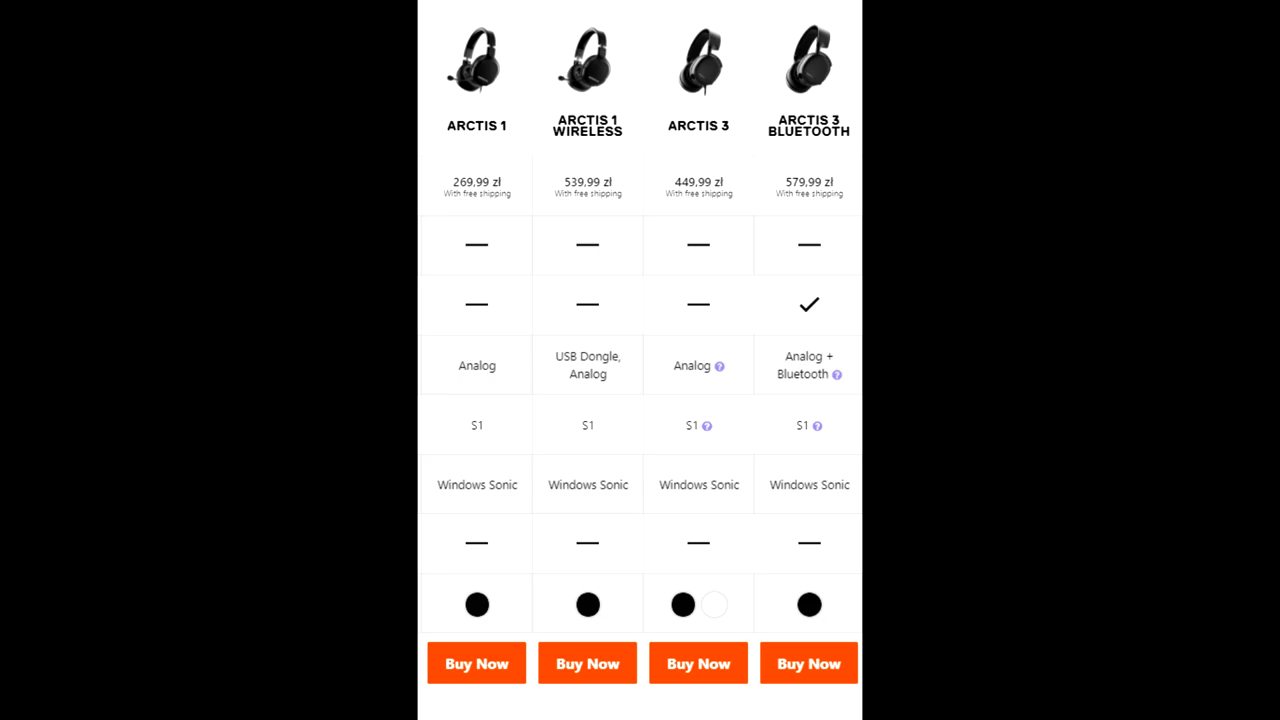 ARCTIS 1
ARCTIS 1
WIRELESS
ARCTIS 3
ARCTIS 3
BLUETOOTH
269,99 zł
With free shipping
539,99 zł
With free shipping
449,99 zł
With free shipping
579,99 zł
With free shipping
Analog
USB Dongle,
Analog
Analog ?
Analog +
Bluetooth ?
S1
S1
S1 ?
S1 ?
Windows Sonic
Windows Sonic
Windows Sonic
Windows Sonic
Buy Now
Buy Now
Buy Now
Buy Now